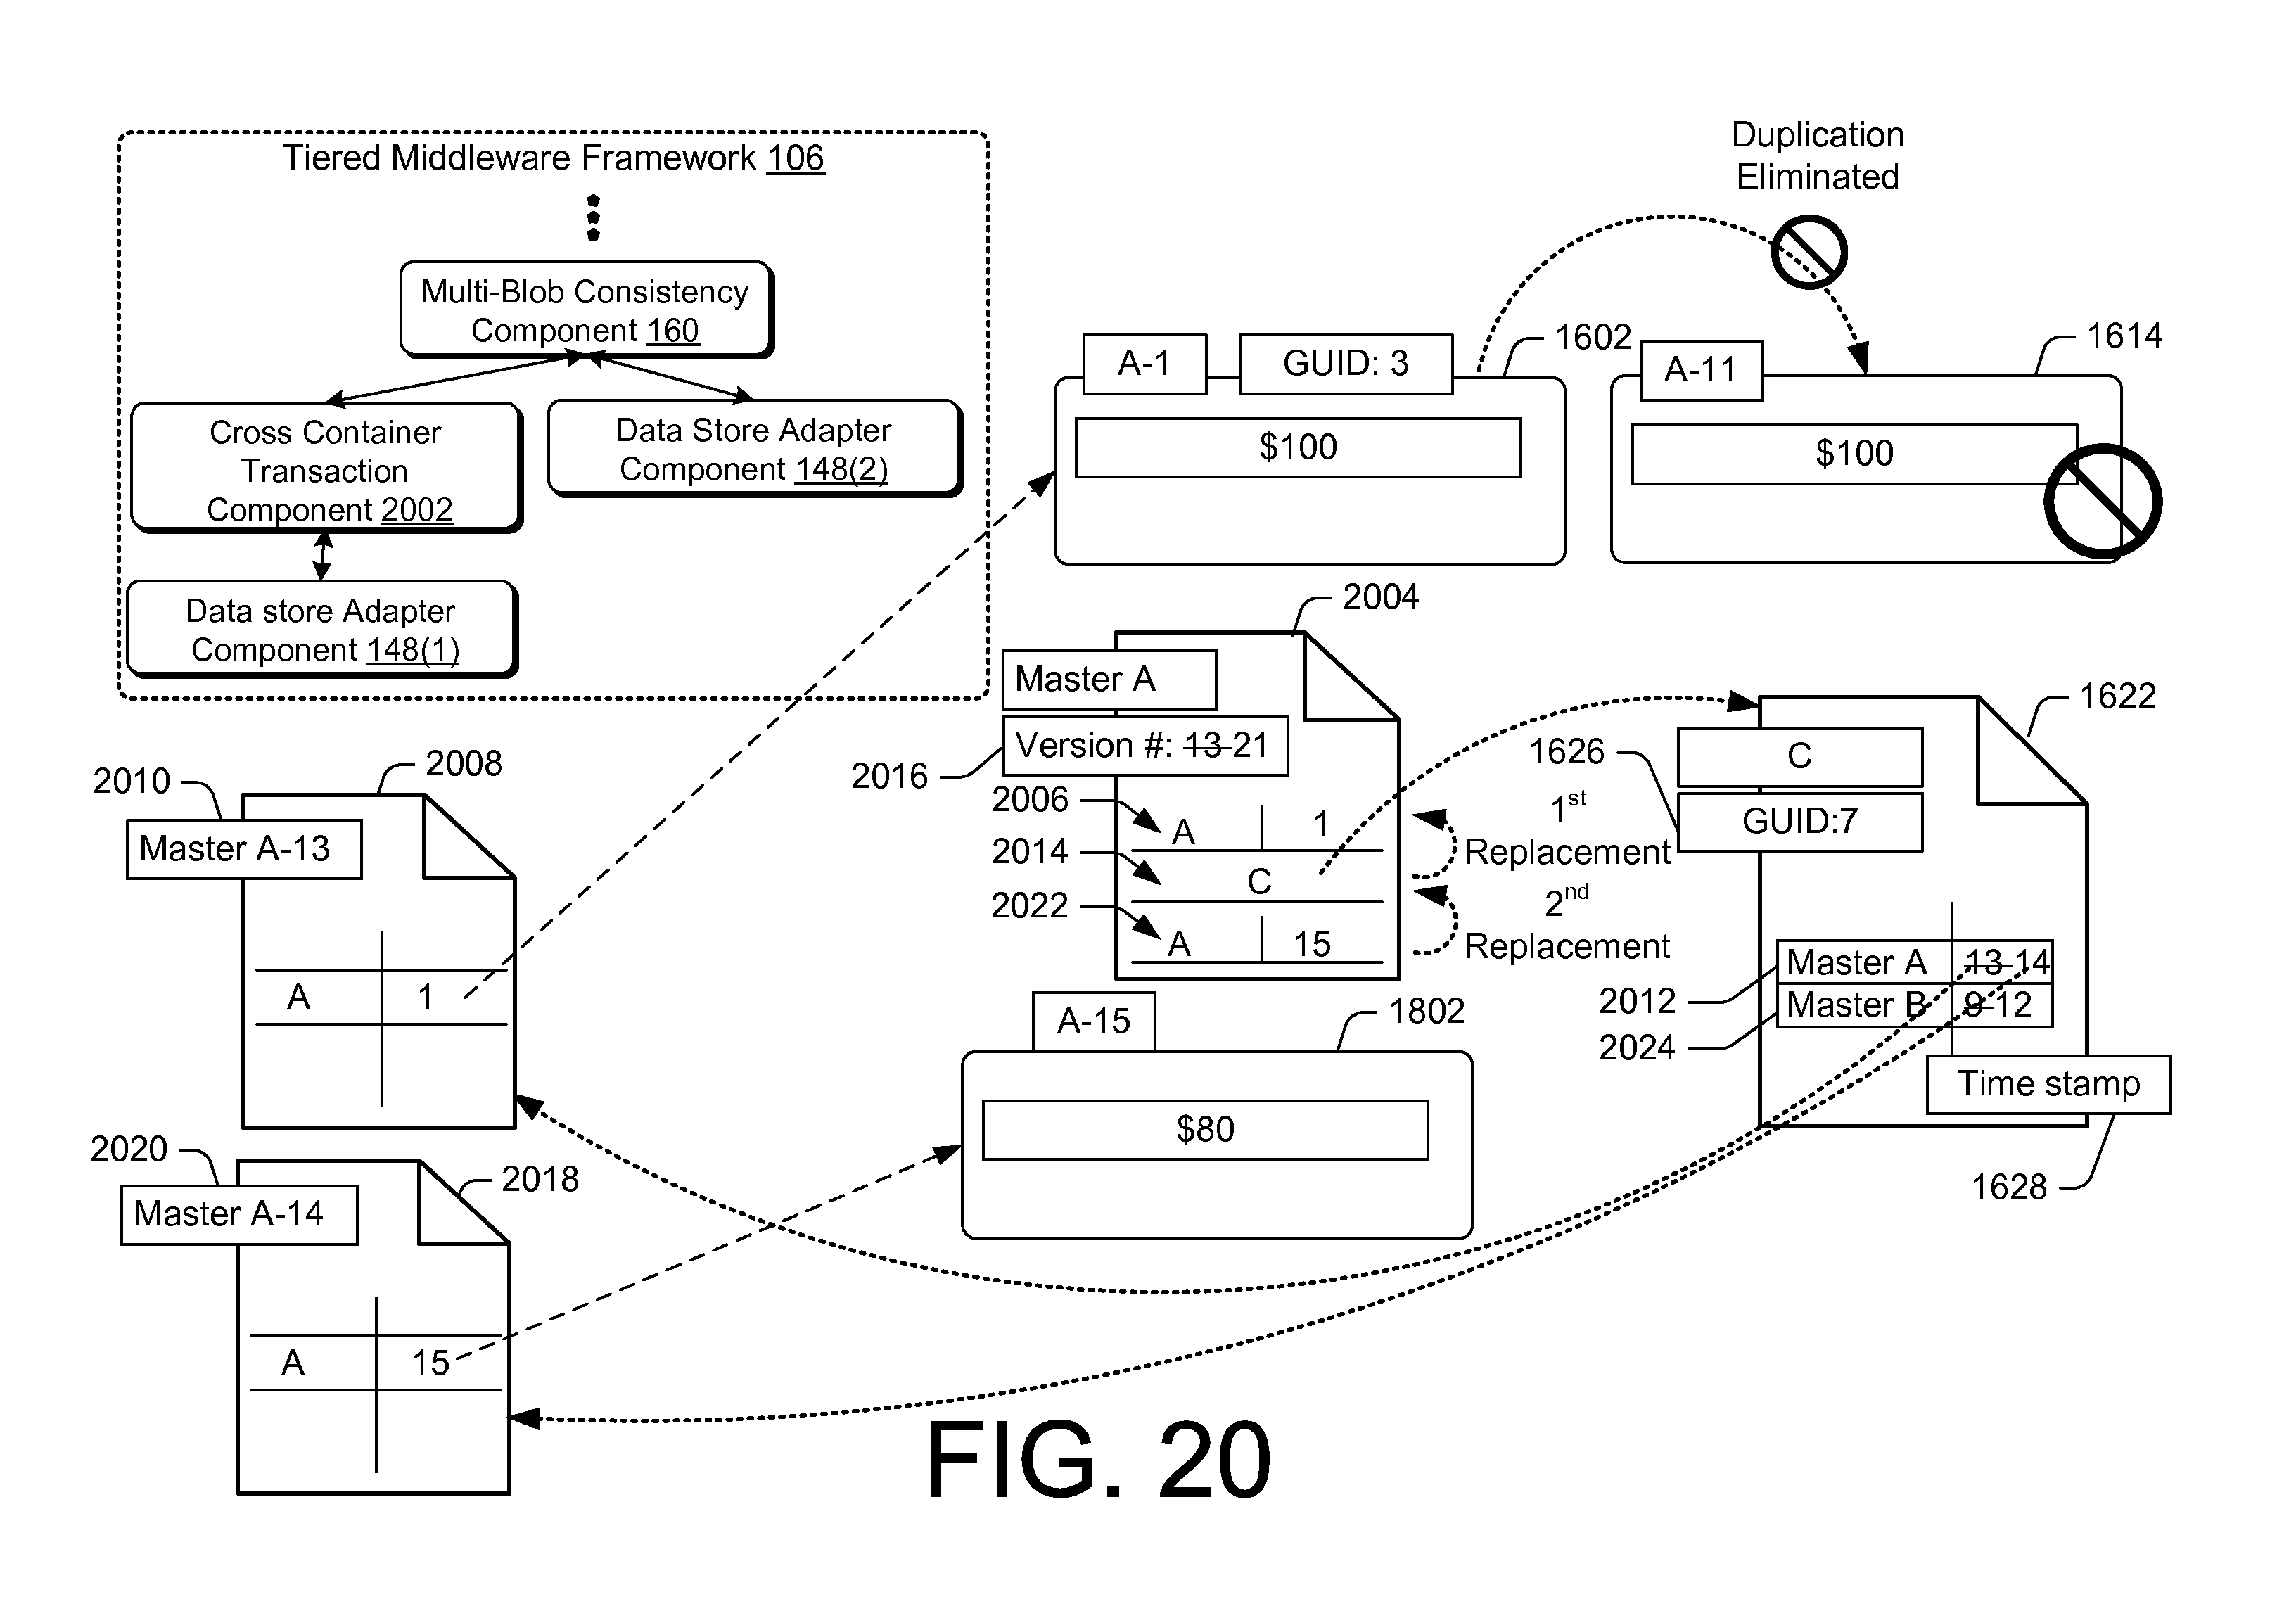 Tiered Middleware Framework 106
Multi-Blob Consistency
Component 160
Cross Container
Transaction
Component 2002
Data Store Adapter
Component 148(2)
Data store Adapter
Component 148(1)
Duplication
Eliminated
A-1
GUID: 3
1602
$100
A-11
1614
$100
2004
Master A
Version #: 13 21
2016
2006
A 1
2014
C
2022
A 15
1st
Replacement
2nd
Replacement
1622
C
1626
GUID:7
Master A 13 14
2012
Master B 9 12
2024
Time stamp
1628
2008
2010
Master A-13
A 1
2020
2018
Master A-14
A 15
A-15
1802
$80
FIG. 20